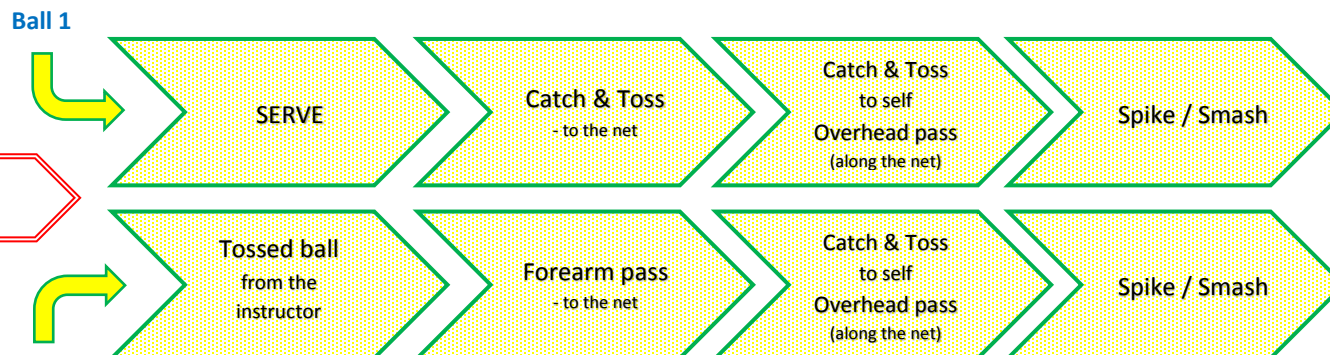 Ball 1
SERVE
Catch & Toss
- to the net
Catch & Toss
to self
Overhead pass
(along the net)
Spike / Smash
Tossed ball
from the
instructor
Forearm pass
- to the net
Catch & Toss
to self
Overhead pass
(along the net)
Spike / Smash